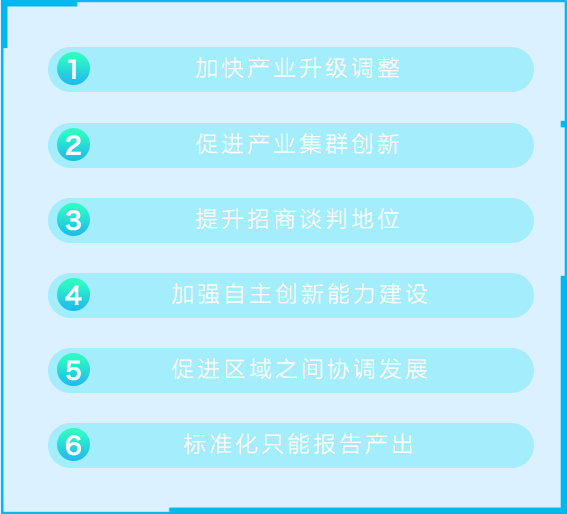 1 加快产业升级调整
2 促进产业集群创新
3 提升招商谈判地位
4 加强自主创新能力建设
5 促进区域之间协调发展
6 标准化只能报告产出